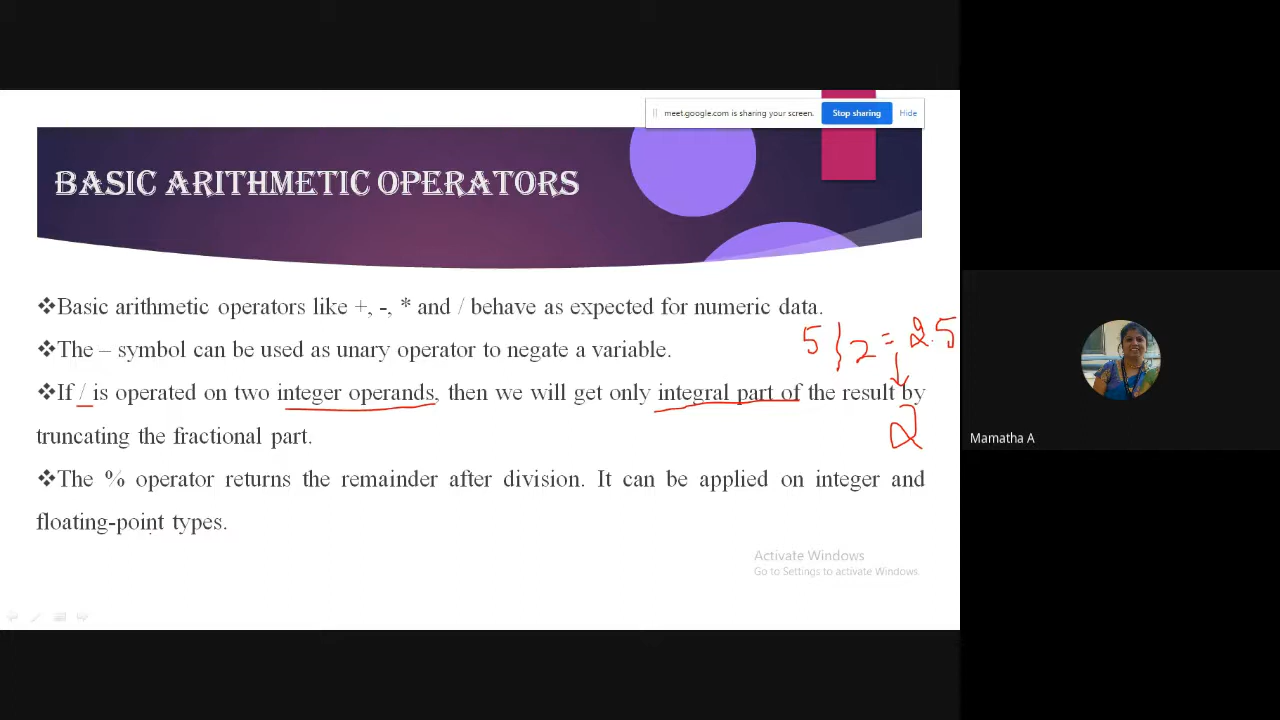 meet.google.com is sharing your screen. Stop sharing Hide
BASIC ARITHMETIC OPERATORS
❖Basic arithmetic operators like +, -, * and / behave as expected for numeric data.
5 / 2 = 2.5
❖The – symbol can be used as unary operator to negate a variable.
❖If / is operated on two integer operands, then we will get only integral part of the result by
truncating the fractional part.
2
Mamatha A
❖The % operator returns the remainder after division. It can be applied on integer and
floating-point types.
Activate Windows
Go to Settings to activate Windows.